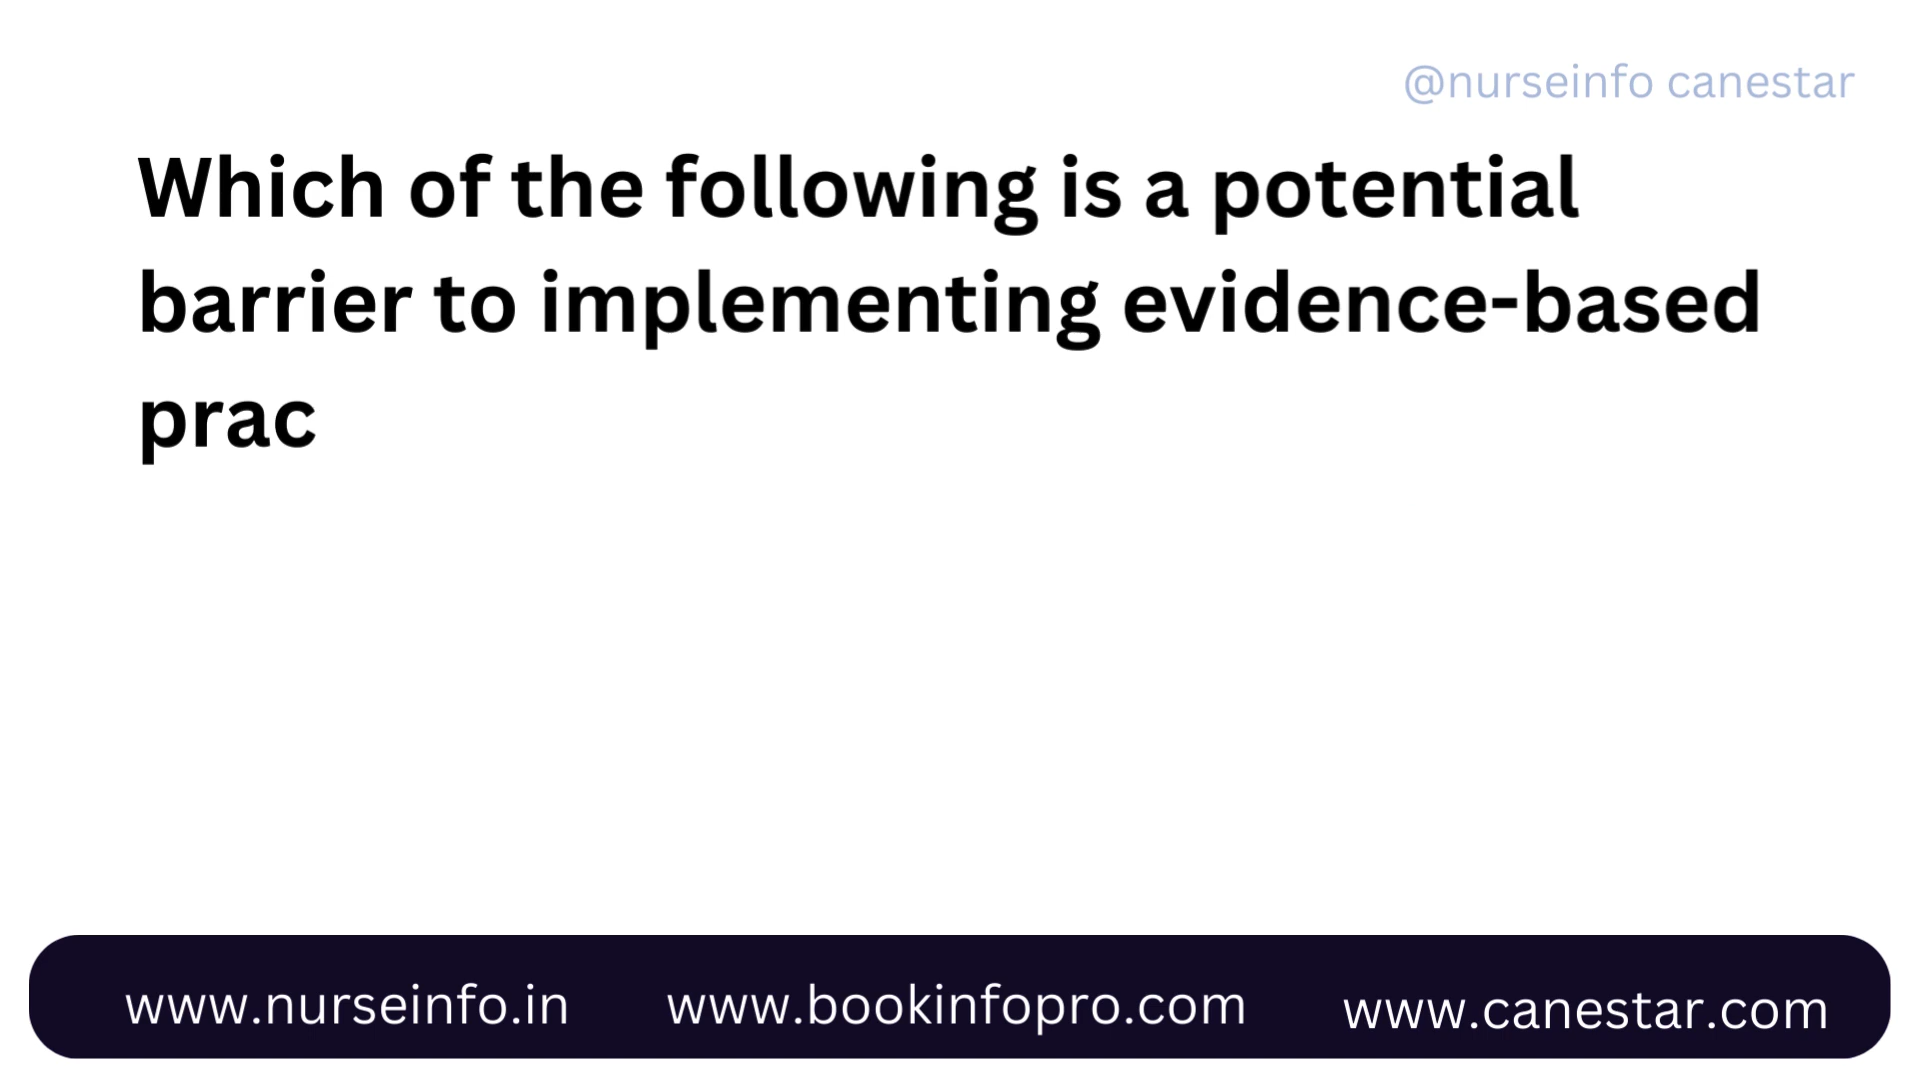 @nurseinfo canestar
Which of the following is a potential
barrier to implementing evidence-based
prac
www.nurseinfo.in www.bookinfopro.com www.canestar.com